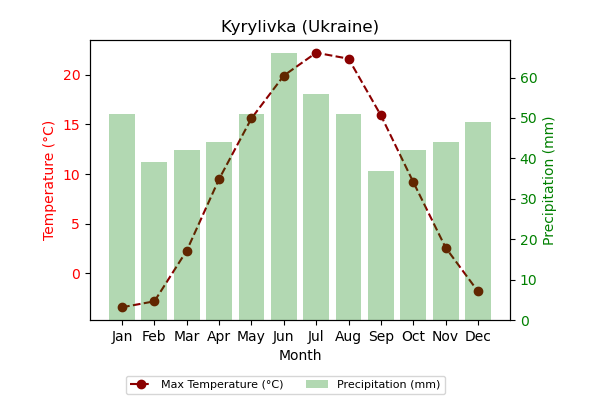 Kyrylivka (Ukraine)
Temperature (°C)
20
15
10
5
0
Precipitation (mm)
60
50
40
30
20
10
0
Jan Feb Mar Apr May Jun Jul Aug Sep Oct Nov Dec
Month
Max Temperature (°C) Precipitation (mm)